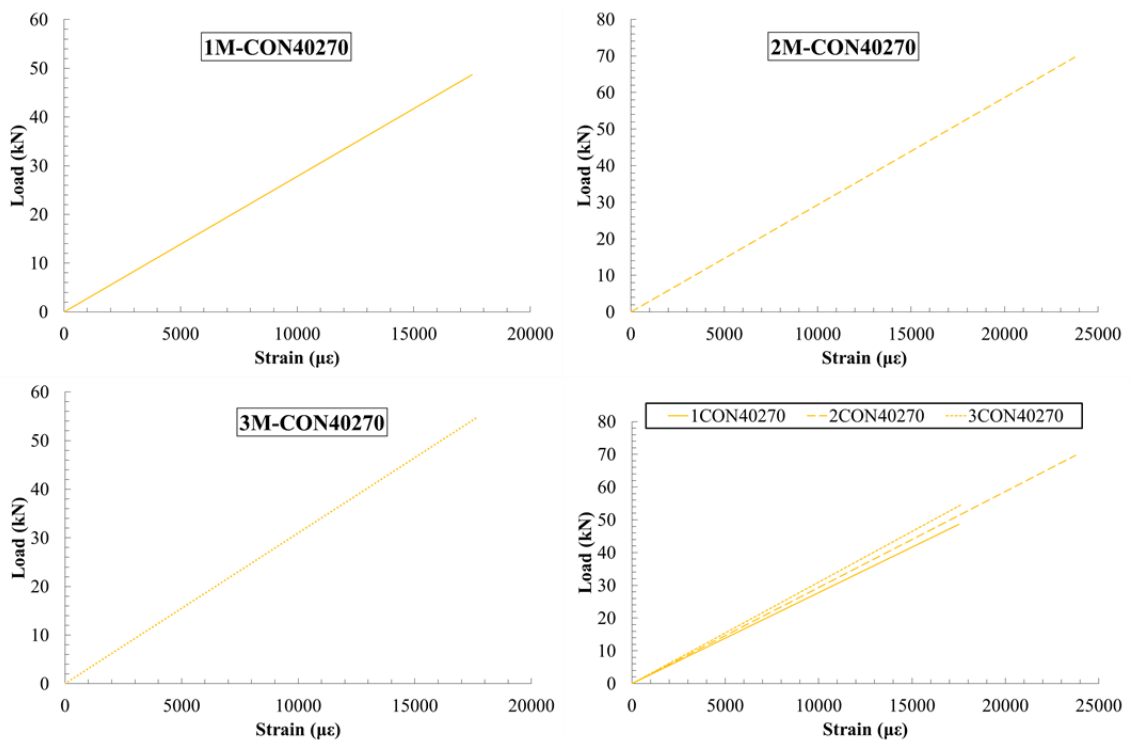 1M-CON40270
60
50
40
30
20
10
0
Load (kN)
0 5000 10000 15000 20000
Strain (με)
2M-CON40270
80
70
60
50
40
30
20
10
0
Load (kN)
0 5000 10000 15000 20000 25000
Strain (με)
3M-CON40270
60
50
40
30
20
10
0
Load (kN)
0 5000 10000 15000 20000
Strain (με)
1CON40270 2CON40270 3CON40270
80
70
60
50
40
30
20
10
0
Load (kN)
0 5000 10000 15000 20000 25000
Strain (με)